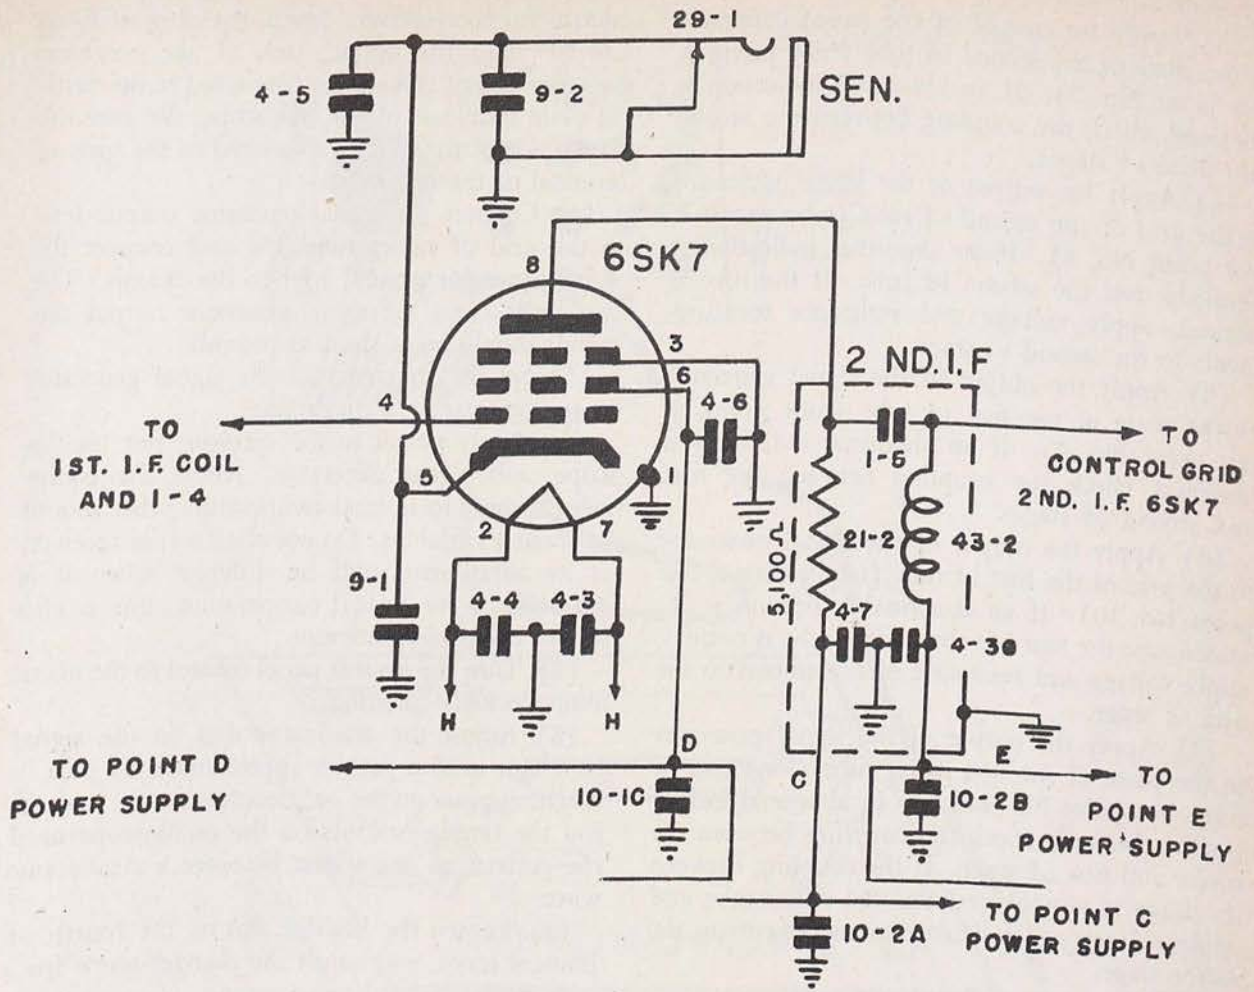 29-1
4-5
9-2
SEN.
8
6SK7
3
6
2 ND. I.F
4
4-6
TO
1ST. I.F. COIL
AND 1-4
1-5
TO
CONTROL GRID
2 ND. I.F. 6SK7
5
1
2
7
5,100Ω
21-2
43-2
9-1
4-4
4-3
4-7
4-38
H
H
D
C
E
TO POINT D
POWER SUPPLY
10-1C
10-2B
TO
POINT E
POWER SUPPLY
TO POINT C
POWER SUPPLY
10-2A